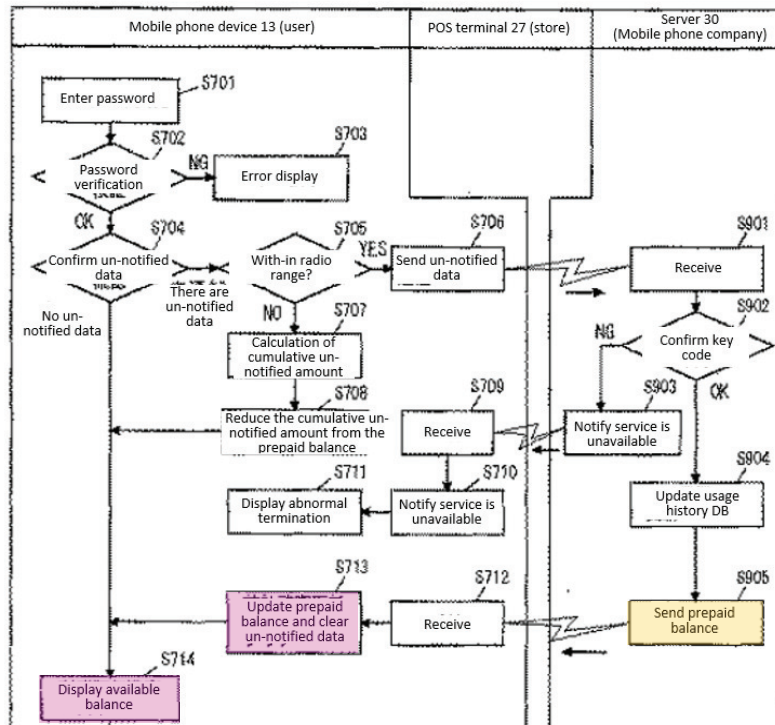 Mobile phone device 13 (user)
POS terminal 27 (store)
Server 30
(Mobile phone company)
S701
Enter password
S702
Password
verification
NG
S703
Error display
OK
S704
Confirm un-notified
data
There are
un-notified
data
No un-
notified data
S705
With-in radio
range?
YES
S706
Send un-notified
data
S901
Receive
NO
S707
Calculation of
cumulative un-
notified amount
S902
Confirm key
code
NG
OK
S708
Reduce the cumulative un-
notified amount from the
prepaid balance
S709
Receive
S903
Notify service is
unavailable
S711
Display abnormal
termination
S710
Notify service is
unavailable
S904
Update usage
history DB
S713
Update prepaid
balance and clear
un-notified data
S712
Receive
S905
Send prepaid
balance
S714
Display available
balance